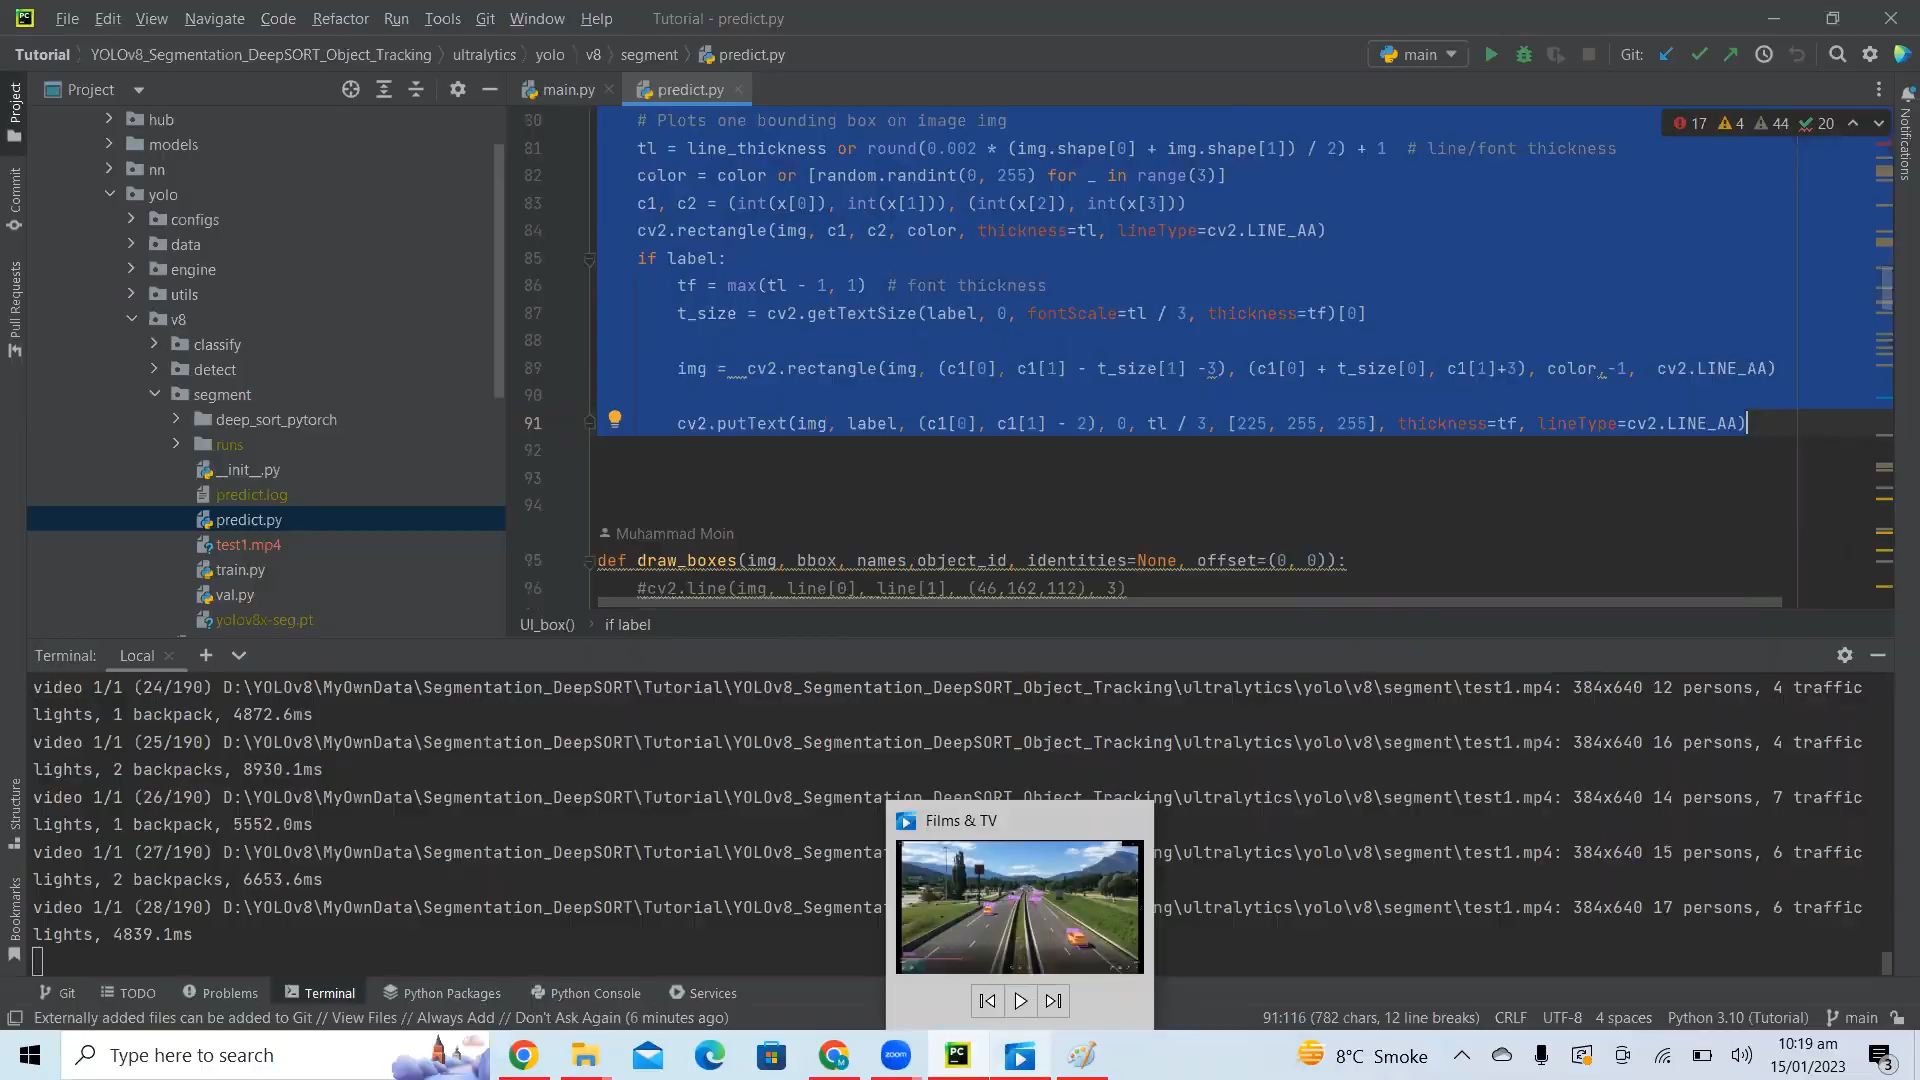 File Edit View Navigate Code Refactor Run Tools Git Window Help Tutorial - predict.py
Tutorial YOLOv8_Segmentation_DeepSORT_Object_Tracking ultralytics yolo v8 segment predict.py main Git:
Project
main.py predict.py
hub
models
nn
yolo
configs
data
engine
utils
v8
classify
detect
segment
deep_sort_pytorch
runs
__init__.py
predict.log
predict.py
test1.mp4
train.py
val.py
yolov8x-seg.pt
17 4 44 20
80 # Plots one bounding box on image img
81 tl = line_thickness or round(0.002 * (img.shape[0] + img.shape[1]) / 2) + 1  # line/font thickness
82 color = color or [random.randint(0, 255) for _ in range(3)]
83 c1, c2 = (int(x[0]), int(x[1])), (int(x[2]), int(x[3]))
84 cv2.rectangle(img, c1, c2, color, thickness=tl, lineType=cv2.LINE_AA)
85 if label:
86 tf = max(tl - 1, 1)  # font thickness
87 t_size = cv2.getTextSize(label, 0, fontScale=tl / 3, thickness=tf)[0]
88
89 img =  cv2.rectangle(img, (c1[0], c1[1] - t_size[1] -3), (c1[0] + t_size[0], c1[1]+3), color,-1,  cv2.LINE_AA)
90
91 cv2.putText(img, label, (c1[0], c1[1] - 2), 0, tl / 3, [225, 255, 255], thickness=tf, lineType=cv2.LINE_AA)
92
93
94
Muhammad Moin
95 def draw_boxes(img, bbox, names,object_id, identities=None, offset=(0, 0)):
96 #cv2.line(img, line[0], line[1], (46,162,112), 3)
UI_box() if label
Project
Commit
Pull Requests
Structure
Bookmarks
Notifications
Terminal: Local
video 1/1 (24/190) D:\YOLOv8\MyOwnData\Segmentation_DeepSORT\Tutorial\YOLOv8_Segmentation_DeepSORT_Object_Tracking\ultralytics\yolo\v8\segment\test1.mp4: 384x640 12 persons, 4 traffic
lights, 1 backpack, 4872.6ms
video 1/1 (25/190) D:\YOLOv8\MyOwnData\Segmentation_DeepSORT\Tutorial\YOLOv8_Segmentation_DeepSORT_Object_Tracking\ultralytics\yolo\v8\segment\test1.mp4: 384x640 16 persons, 4 traffic
lights, 2 backpacks, 8930.1ms
video 1/1 (26/190) D:\YOLOv8\MyOwnData\Segmentation_DeepSORT\Tutorial\YOLOv8_Segmentation_DeepSORT_Object_Tracking\ultralytics\yolo\v8\segment\test1.mp4: 384x640 14 persons, 7 traffic
lights, 1 backpack, 5552.0ms
video 1/1 (27/190) D:\YOLOv8\MyOwnData\Segmentation_DeepSORT\Tutorial\YOLOv8_Segmenta ng\ultralytics\yolo\v8\segment\test1.mp4: 384x640 15 persons, 6 traffic
lights, 2 backpacks, 6653.6ms
video 1/1 (28/190) D:\YOLOv8\MyOwnData\Segmentation_DeepSORT\Tutorial\YOLOv8_Segmenta ng\ultralytics\yolo\v8\segment\test1.mp4: 384x640 17 persons, 6 traffic
lights, 4839.1ms
Films & TV
Git TODO Problems Terminal Python Packages Python Console Services
Externally added files can be added to Git // View Files // Always Add // Don't Ask Again (6 minutes ago) 91:116 (782 chars, 12 line breaks) CRLF UTF-8 4 spaces Python 3.10 (Tutorial) main
Type here to search zoom PC 8°C Smoke 10:19 am
15/01/2023
3